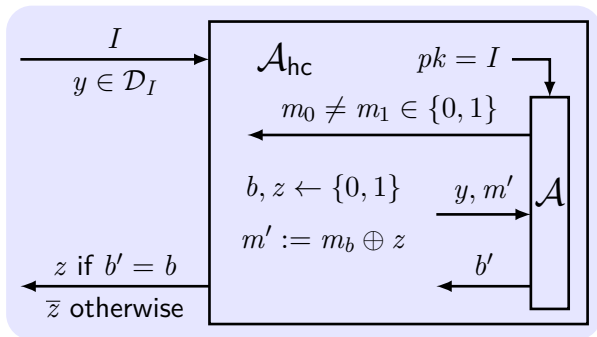 I
y ∈ 𝒟_I
𝒜_hc
pk = I
m_0 ≠ m_1 ∈ {0, 1}
b, z ← {0, 1}
m′ := m_b ⊕ z
y, m′
𝒜
b′
z if b′ = b
z̅ otherwise